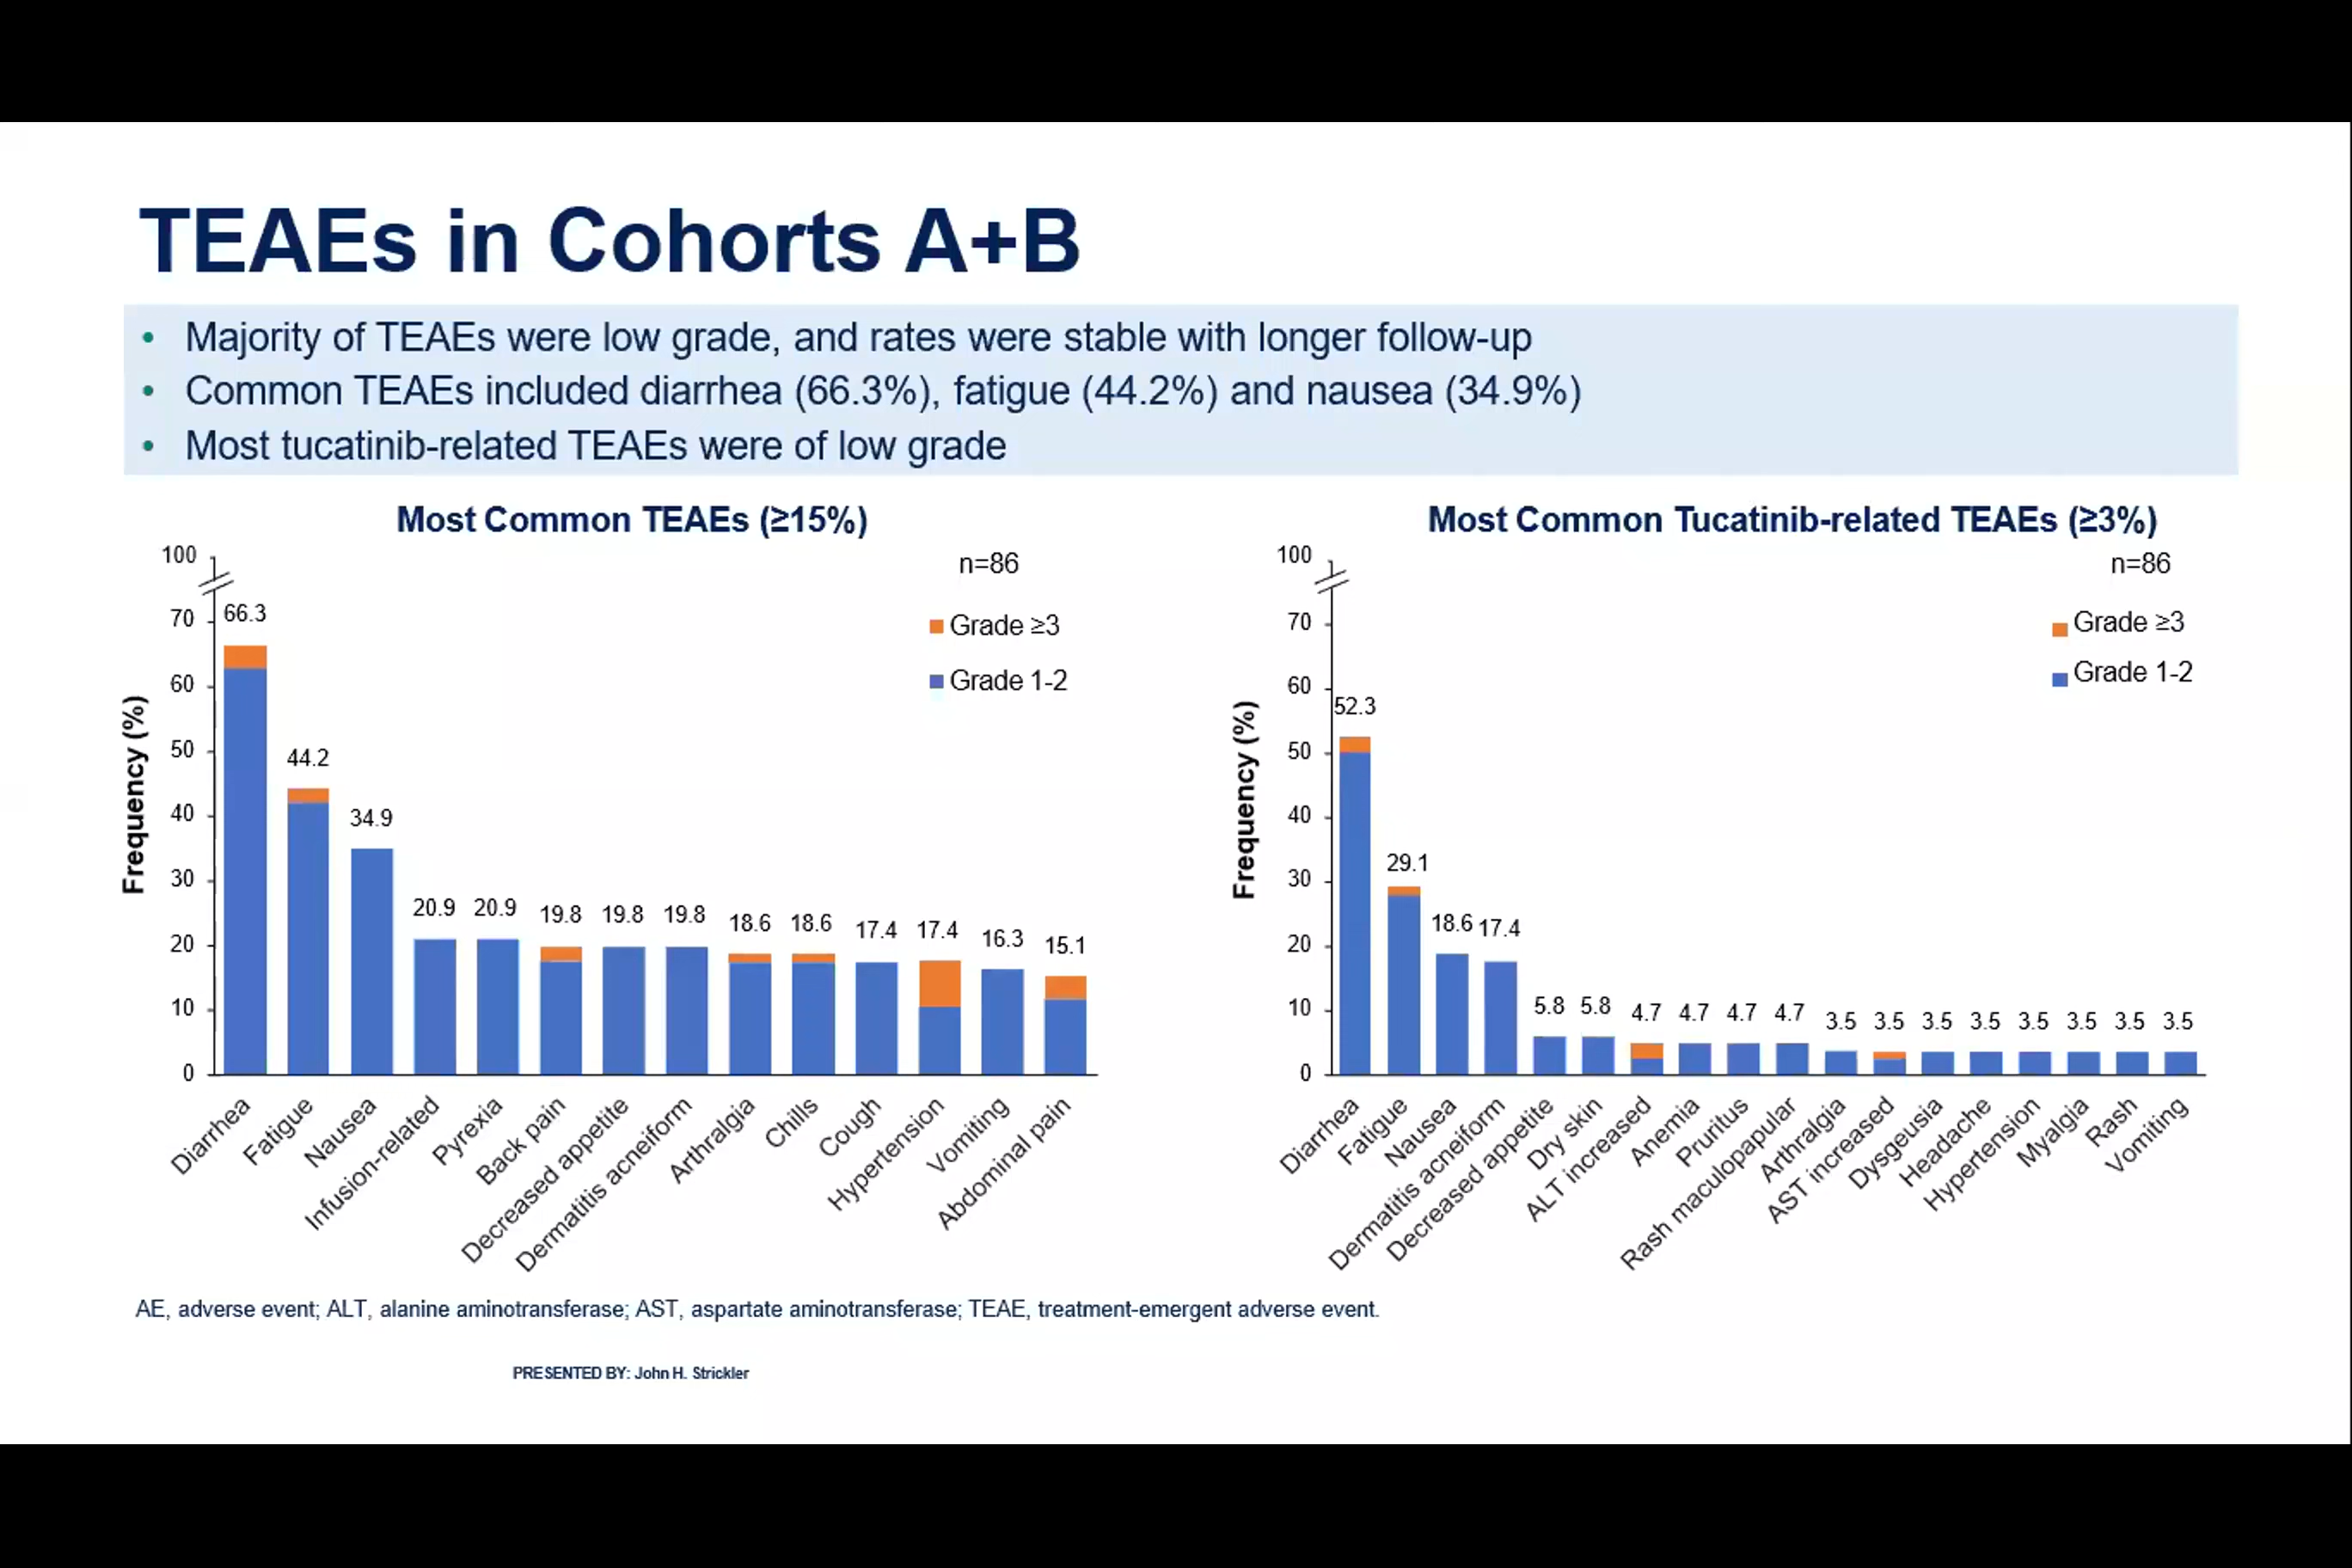 TEAEs in Cohorts A+B
• Majority of TEAEs were low grade, and rates were stable with longer follow-up
• Common TEAEs included diarrhea (66.3%), fatigue (44.2%) and nausea (34.9%)
• Most tucatinib-related TEAEs were of low grade
Most Common TEAEs (≥15%)
n=86
Grade ≥3
Grade 1-2
Frequency (%)
100
70
60
50
40
30
20
10
0
66.3
44.2
34.9
20.9
20.9
19.8
19.8
19.8
18.6
18.6
17.4
17.4
16.3
15.1
Diarrhea
Fatigue
Nausea
Infusion-related
Pyrexia
Back pain
Decreased appetite
Dermatitis acneiform
Arthralgia
Chills
Cough
Hypertension
Vomiting
Abdominal pain
Most Common Tucatinib-related TEAEs (≥3%)
n=86
Grade ≥3
Grade 1-2
Frequency (%)
100
70
60
50
40
30
20
10
0
52.3
29.1
18.6
17.4
5.8
5.8
4.7
4.7
4.7
4.7
3.5
3.5
3.5
3.5
3.5
3.5
3.5
3.5
Diarrhea
Fatigue
Nausea
Dermatitis acneiform
Decreased appetite
Dry skin
ALT increased
Anemia
Pruritus
Rash maculopapular
Arthralgia
AST increased
Dysgeusia
Headache
Hypertension
Myalgia
Rash
Vomiting
AE, adverse event; ALT, alanine aminotransferase; AST, aspartate aminotransferase; TEAE, treatment-emergent adverse event.
PRESENTED BY: John H. Strickler